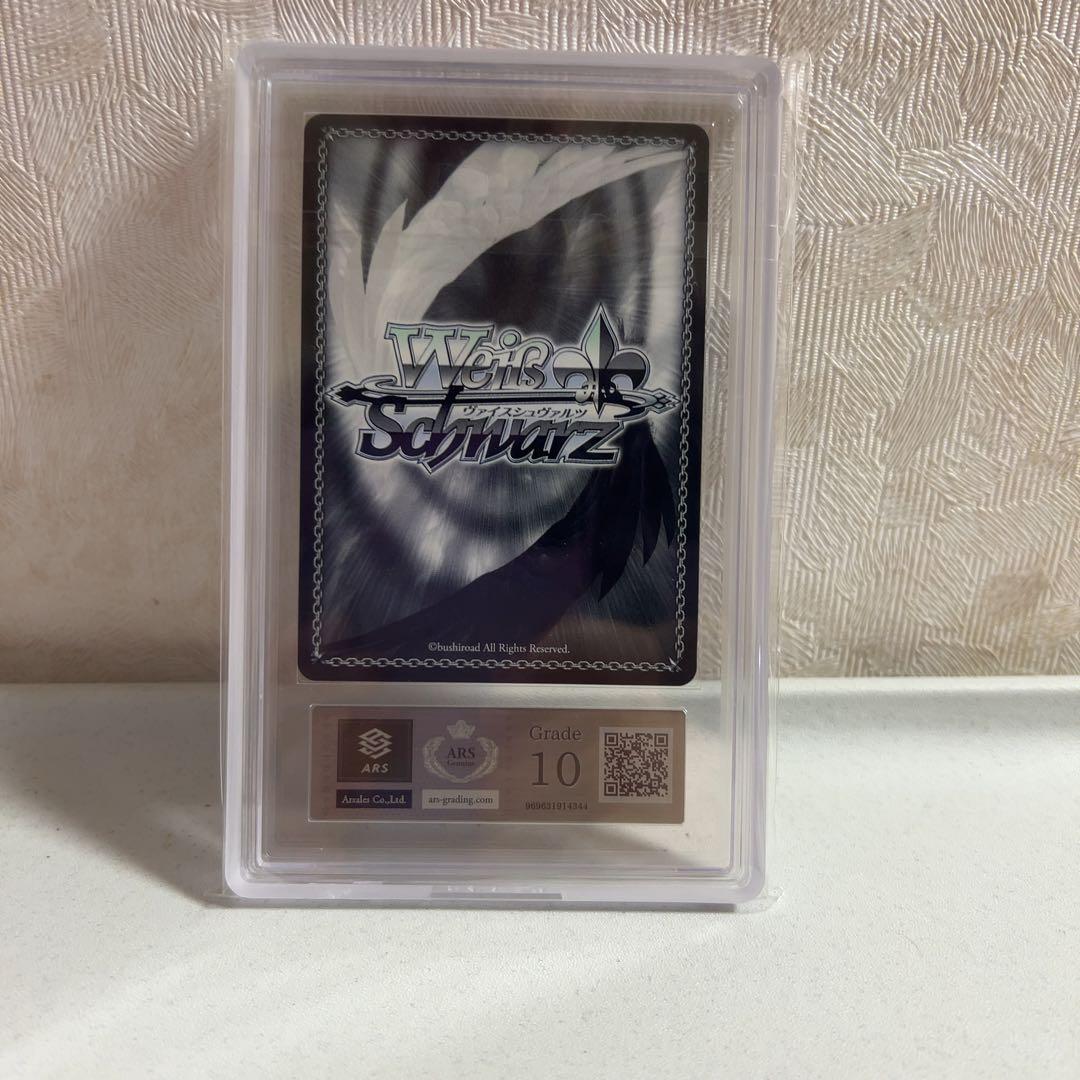 Weiß
ヴァイスシュヴァルツ
Schwarz
©bushiroad All Rights Reserved.
ARS
Arsales Co.,Ltd.
ARS
Genuine
ars-grading.com
Grade
10
969631914344